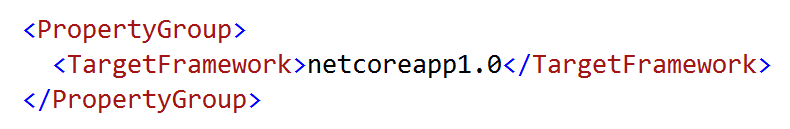 <PropertyGroup>
  <TargetFramework>netcoreapp1.0</TargetFramework>
</PropertyGroup>